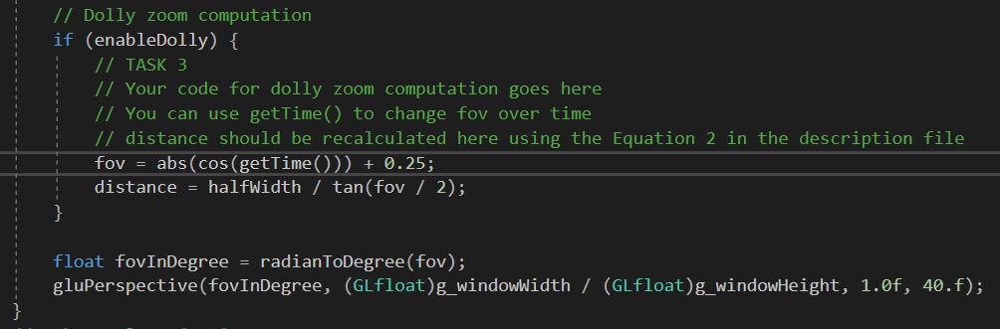 // Dolly zoom computation
if (enableDolly) {
// TASK 3
// Your code for dolly zoom computation goes here
// You can use getTime() to change fov over time
// distance should be recalculated here using the Equation 2 in the description file
fov = abs(cos(getTime())) + 0.25;
distance = halfWidth / tan(fov / 2);
}
float fovInDegree = radianToDegree(fov);
gluPerspective(fovInDegree, (GLfloat)g_windowWidth / (GLfloat)g_windowHeight, 1.0f, 40.f);
}